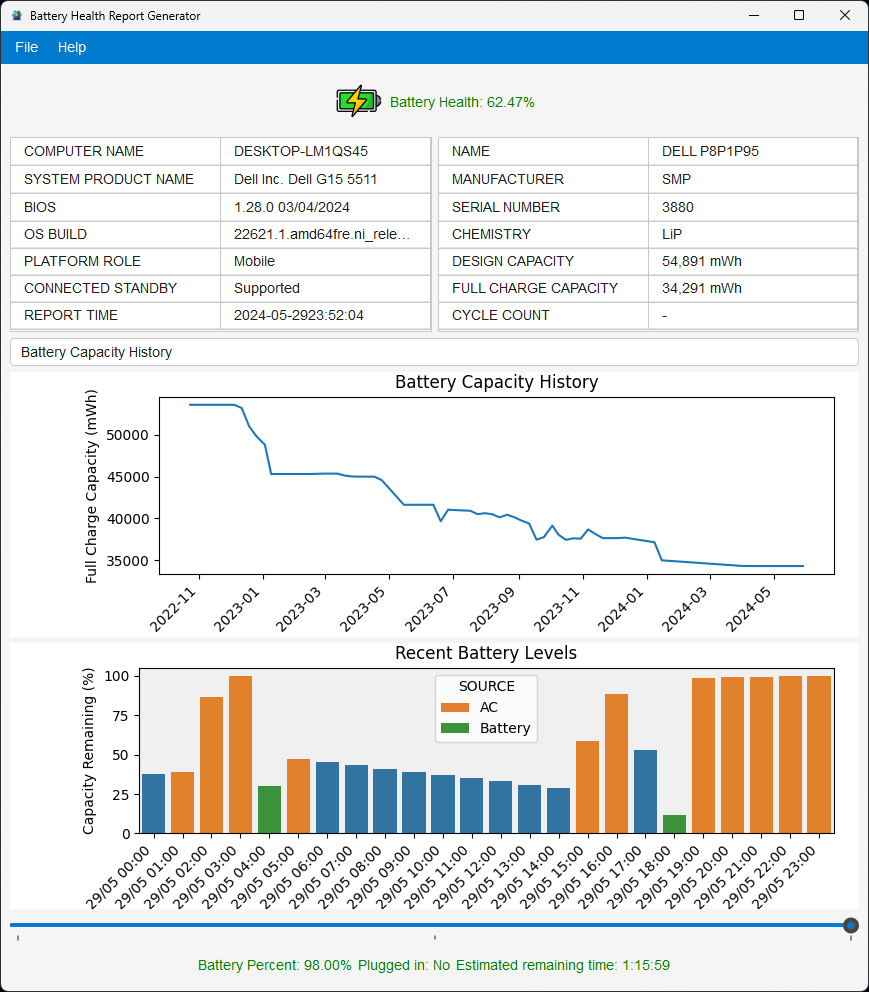 Battery Health Report Generator
File Help
Battery Health: 62.47%
COMPUTER NAME DESKTOP-LM1QS45 NAME DELL P8P1P95
SYSTEM PRODUCT NAME Dell Inc. Dell G15 5511 MANUFACTURER SMP
BIOS 1.28.0 03/04/2024 SERIAL NUMBER 3880
OS BUILD 22621.1.amd64fre.ni_rele... CHEMISTRY LiP
PLATFORM ROLE Mobile DESIGN CAPACITY 54,891 mWh
CONNECTED STANDBY Supported FULL CHARGE CAPACITY 34,291 mWh
REPORT TIME 2024-05-2923:52:04 CYCLE COUNT -
Battery Capacity History
Battery Capacity History
Full Charge Capacity (mWh)
50000
45000
40000
35000
2022-11 2023-01 2023-03 2023-05 2023-07 2023-09 2023-11 2024-01 2024-03 2024-05
Recent Battery Levels
Capacity Remaining (%)
100
75
50
25
0
SOURCE
AC
Battery
29/05 00:00 29/05 01:00 29/05 02:00 29/05 03:00 29/05 04:00 29/05 05:00 29/05 06:00 29/05 07:00 29/05 08:00 29/05 09:00 29/05 10:00 29/05 11:00 29/05 12:00 29/05 13:00 29/05 14:00 29/05 15:00 29/05 16:00 29/05 17:00 29/05 18:00 29/05 19:00 29/05 20:00 29/05 21:00 29/05 22:00 29/05 23:00
Battery Percent: 98.00% Plugged in: No Estimated remaining time: 1:15:59